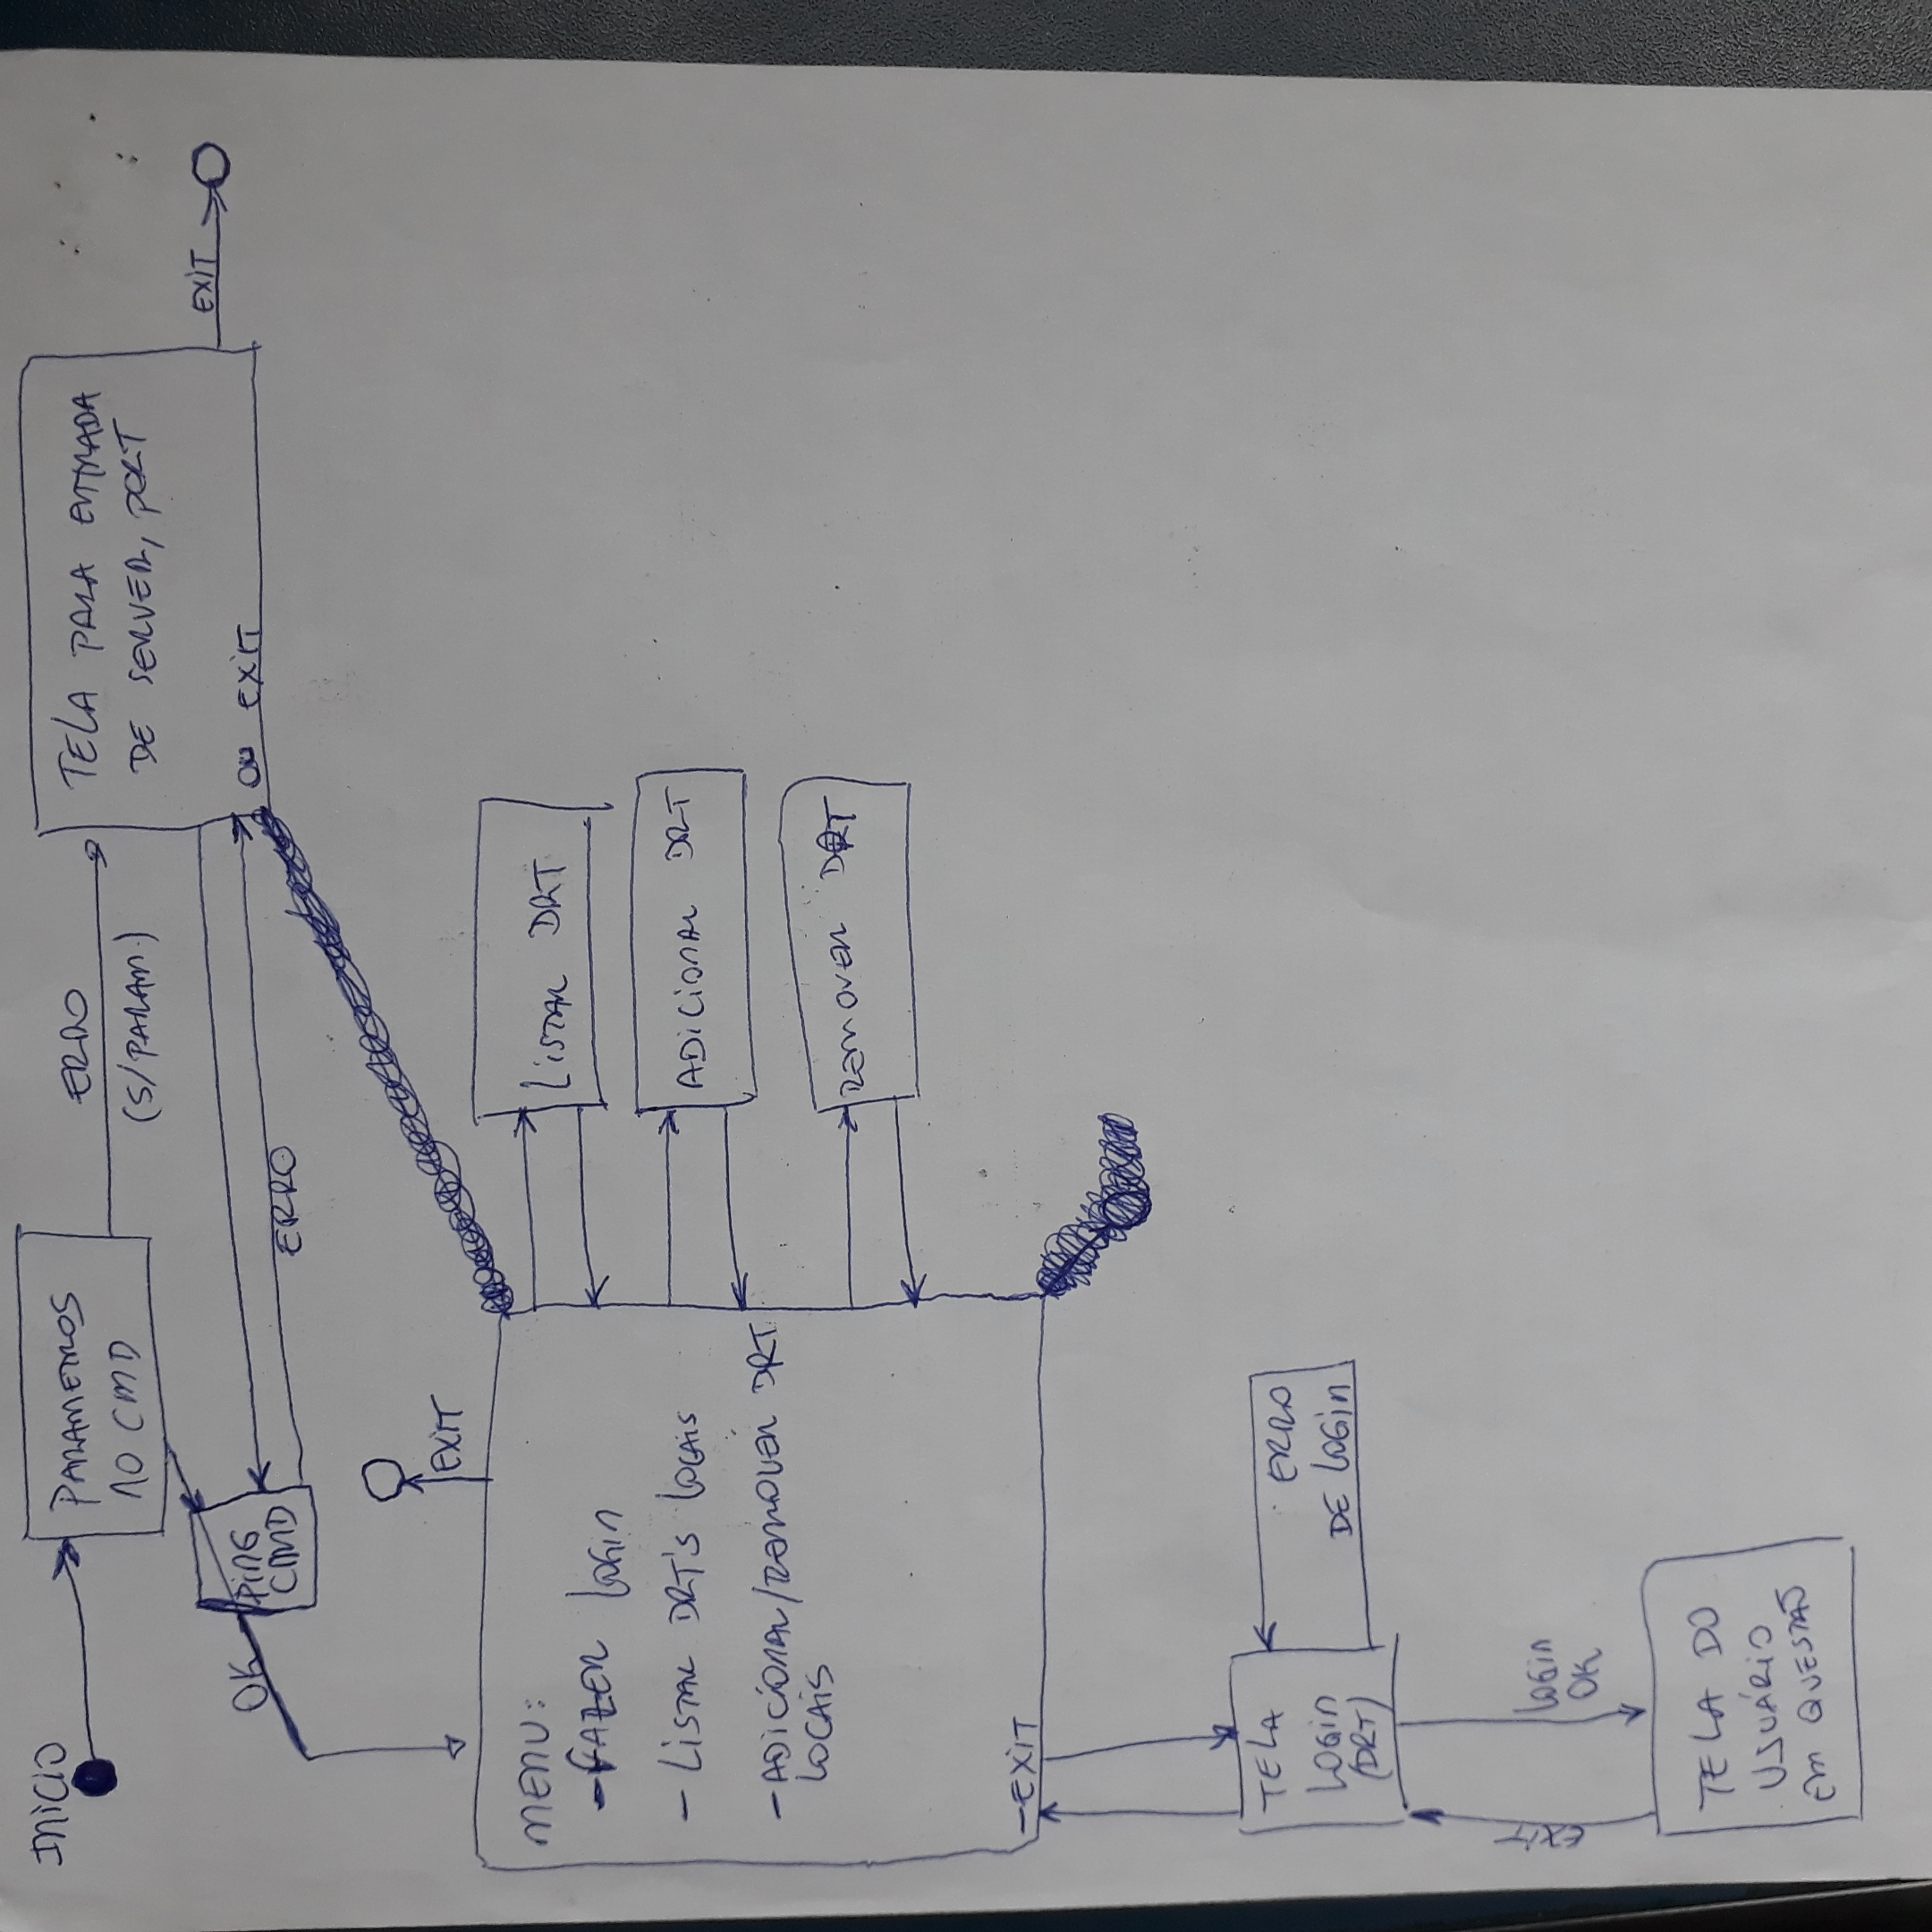 INICIO
PARAMETROS
NO CMD
ERRO
(S/PARAM.)
TELA PARA ENTRADA
DE SERVER, PORT
OU EXIT
EXIT
OK
PING
CMD
ERRO
EXIT
MENU:
- FAZER LOGIN
- LISTAR DRT'S LOCAIS
- ADICIONAR/REMOVER DRT
LOCAIS
- EXIT
LISTAR DRT
ADICIONAR DRT
REMOVER DRT
TELA
LOGIN
(DRT)
ERRO
DE LOGIN
EXIT
LOGIN
OK
TELA DO
USUÁRIO
EM QUESTÃO